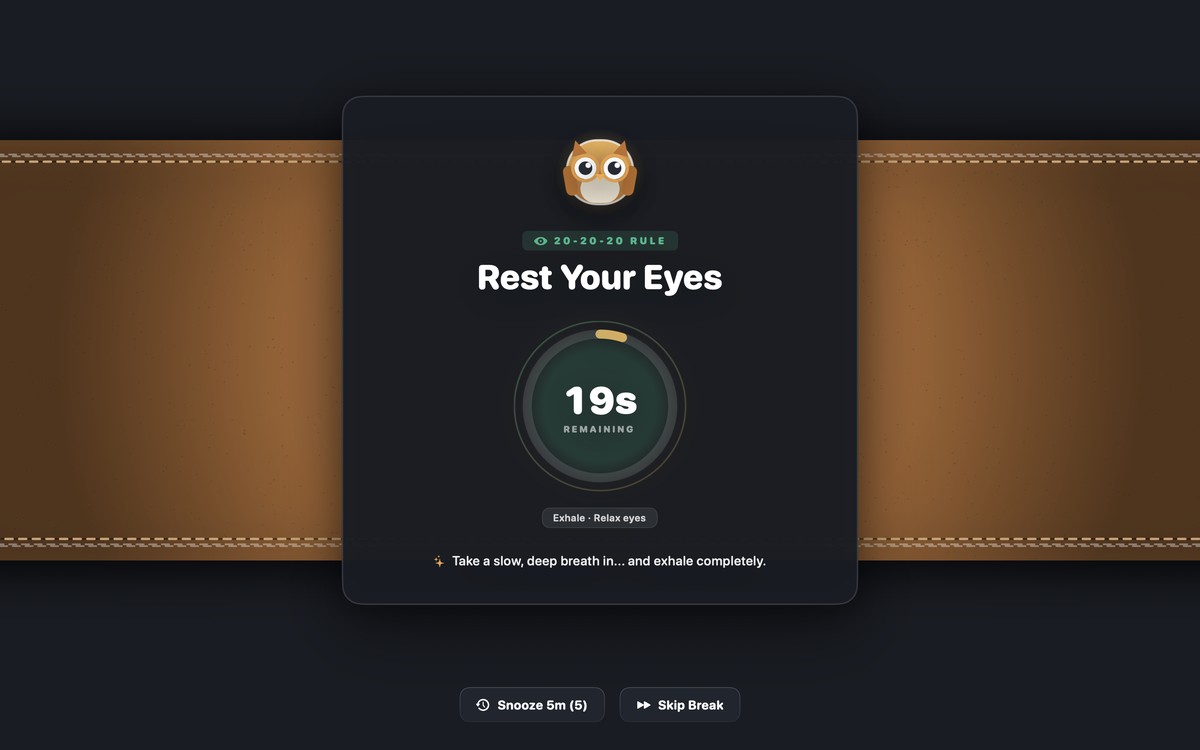 20-20-20 RULE
Rest Your Eyes
19s
REMAINING
Exhale · Relax eyes
Take a slow, deep breath in... and exhale completely.
Snooze 5m (5)
Skip Break